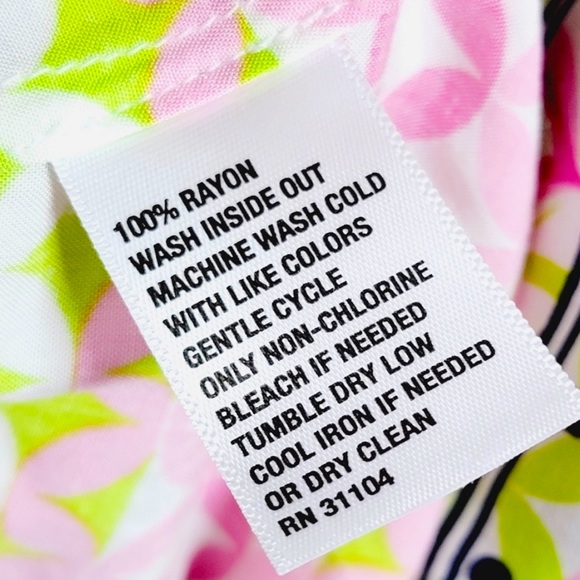 100% RAYON
WASH INSIDE OUT
MACHINE WASH COLD
WITH LIKE COLORS
GENTLE CYCLE
ONLY NON-CHLORINE
BLEACH IF NEEDED
TUMBLE DRY LOW
COOL IRON IF NEEDED
OR DRY CLEAN
RN 31104